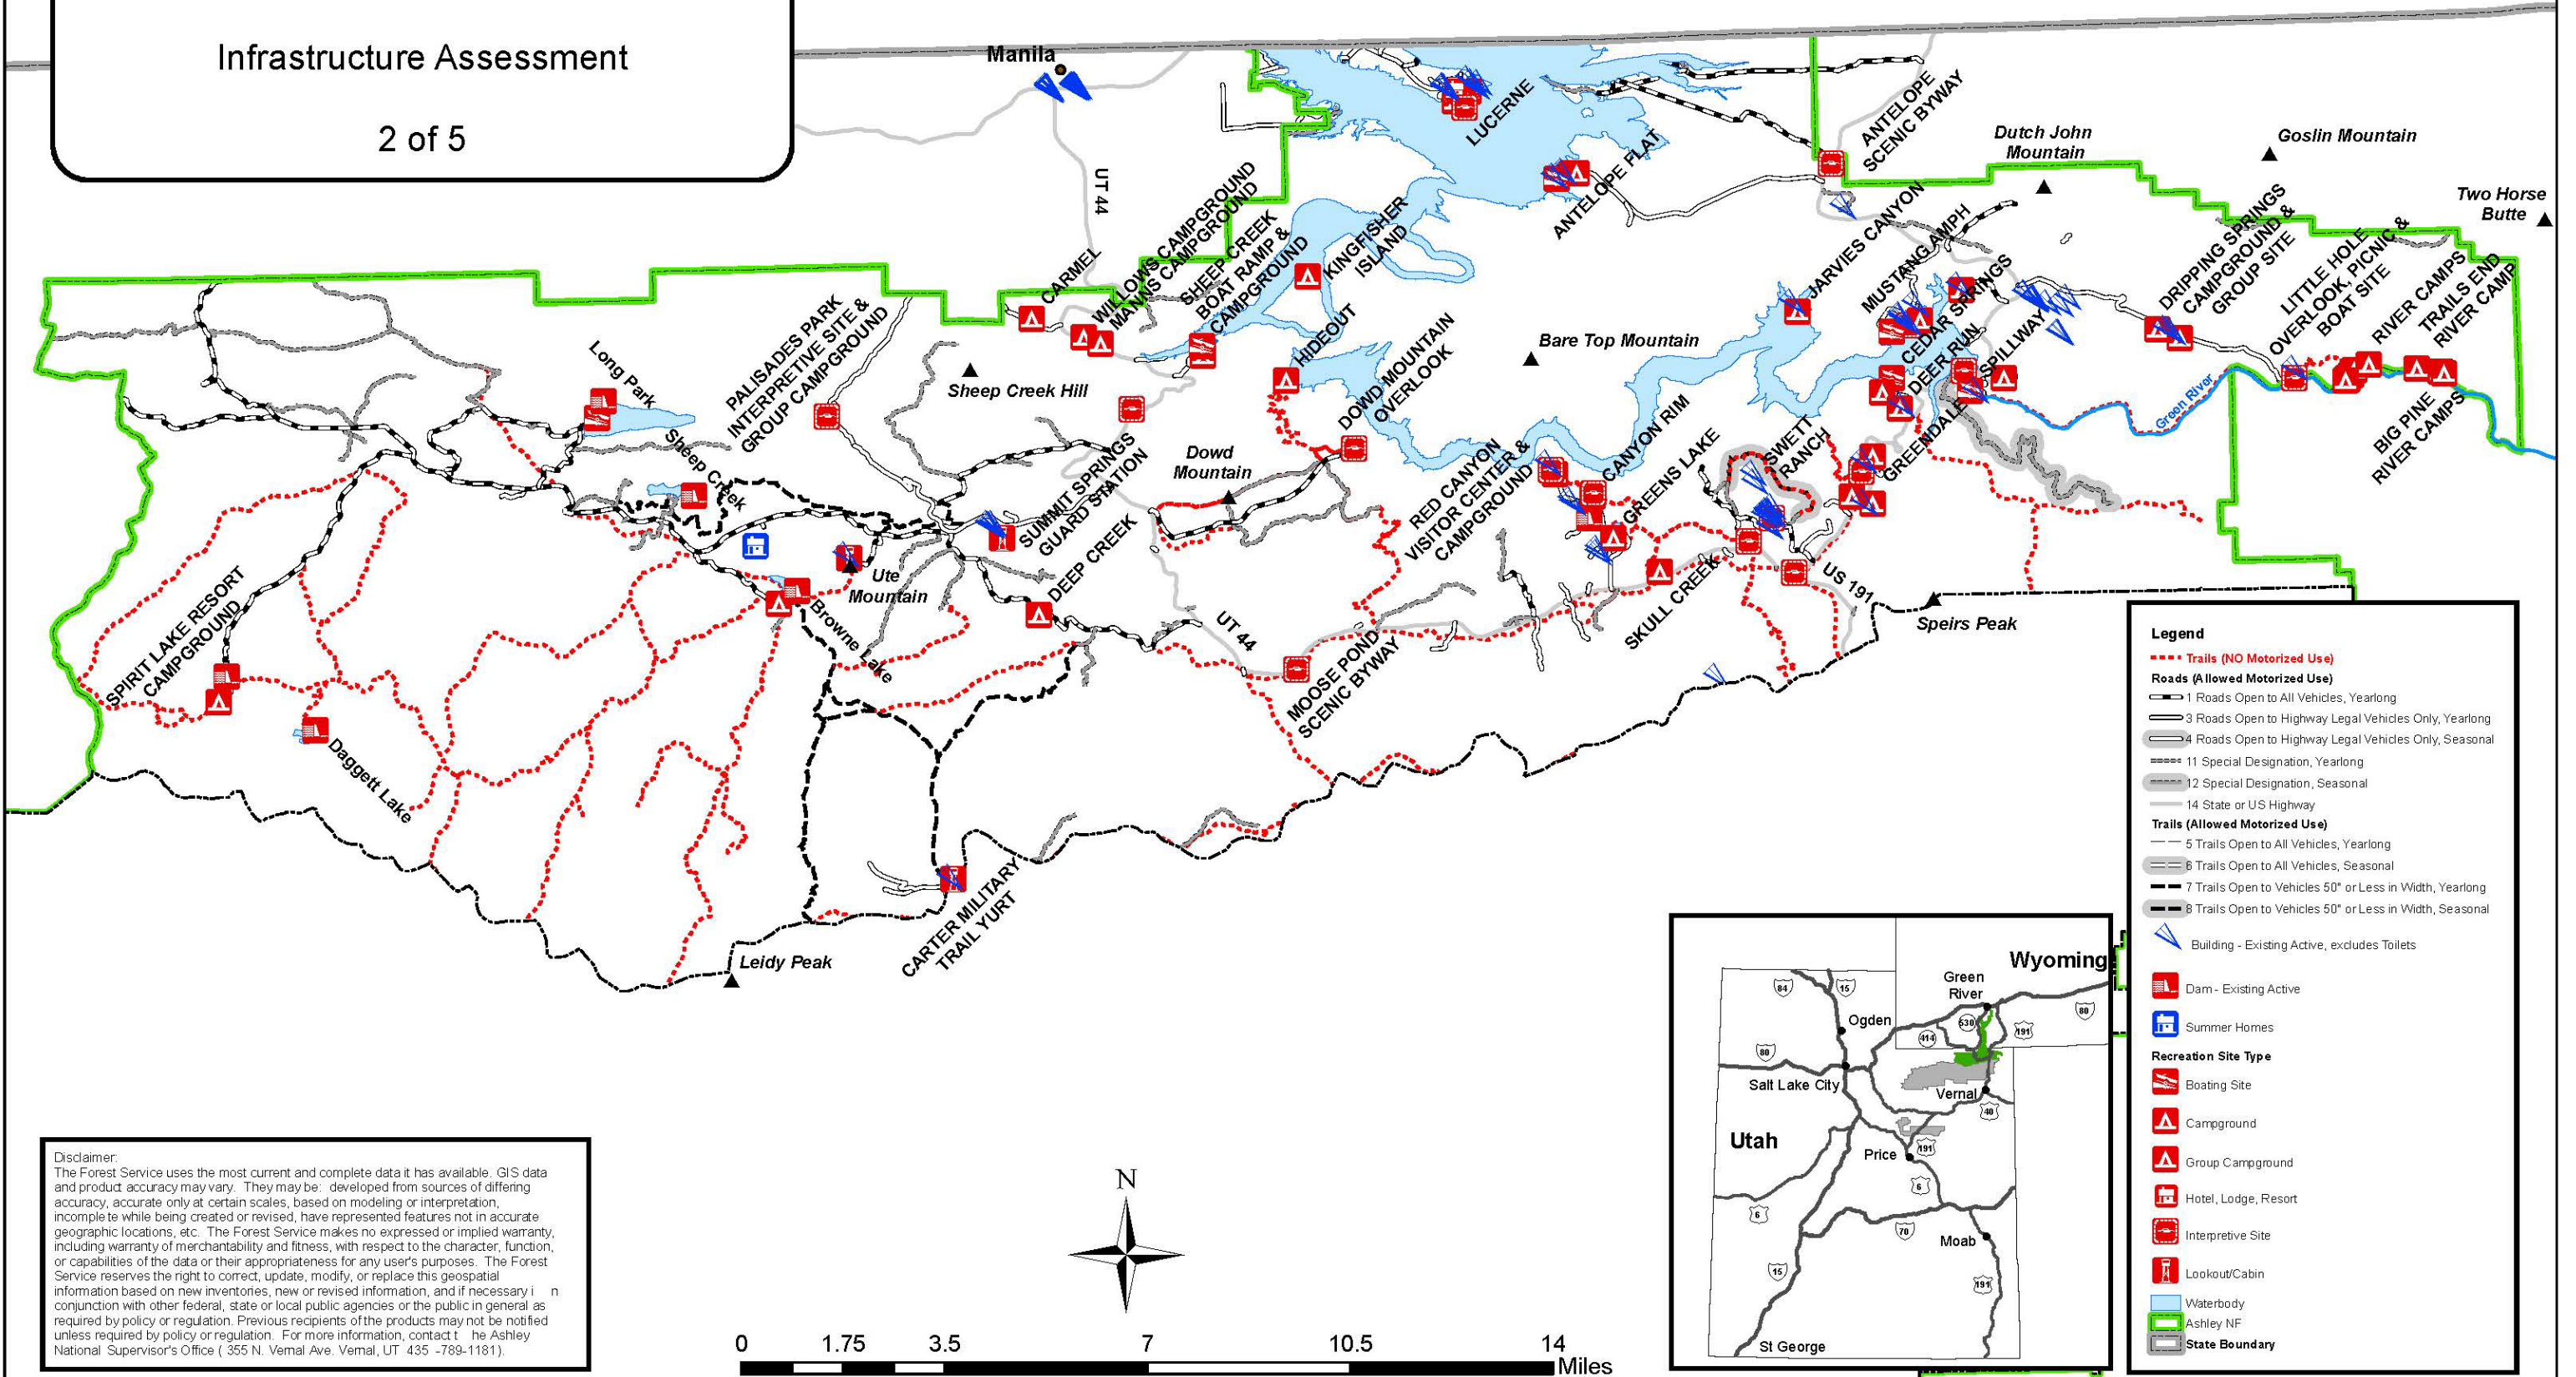 Infrastructure Assessment
2 of 5
Manila
UT 44
LUCERNE
ANTELOPE FLAT
ANTELOPE
SCENIC BYWAY
Dutch John
Mountain
Goslin Mountain
Two Horse
Butte
CARMEL
WILLOWS CAMPGROUND
MANNS CAMPGROUND
SHEEP CREEK
BOAT RAMP &
CAMPGROUND
KINGFISHER
ISLAND
HIDEOUT
JARVIES CANYON
MUSTANG AMPH
CEDAR SPRINGS
DEER RUN
SPILLWAY
DRIPPING SPRINGS
CAMPGROUND &
GROUP SITE
LITTLE HOLE
OVERLOOK, PICNIC &
BOAT SITE
RIVER CAMPS
TRAILS END
RIVER CAMP
BIG PINE
RIVER CAMPS
Green River
Bare Top Mountain
Sheep Creek Hill
DOWD MOUNTAIN
OVERLOOK
Dowd
Mountain
PALISADES PARK
INTERPRETIVE SITE &
GROUP CAMPGROUND
Long Park
Sheep Creek
SUMMIT SPRINGS
GUARD STATION
DEEP CREEK
Ute
Mountain
Browne Lake
SPIRIT LAKE RESORT
CAMPGROUND
Daggett Lake
RED CANYON
VISITOR CENTER &
CAMPGROUND
CANYON RIM
GREENS LAKE
SWETT
RANCH
GREENDALE
SKULL CREEK
US 191
Speirs Peak
UT 44
MOOSE POND
SCENIC BYWAY
CARTER MILITARY
TRAIL YURT
Leidy Peak
Legend
Trails (NO Motorized Use)
Roads (Allowed Motorized Use)
1 Roads Open to All Vehicles, Yearlong
3 Roads Open to Highway Legal Vehicles Only, Yearlong
4 Roads Open to Highway Legal Vehicles Only, Seasonal
11 Special Designation, Yearlong
12 Special Designation, Seasonal
14 State or US Highway
Trails (Allowed Motorized Use)
5 Trails Open to All Vehicles, Yearlong
6 Trails Open to All Vehicles, Seasonal
7 Trails Open to Vehicles 50" or Less in Width, Yearlong
8 Trails Open to Vehicles 50" or Less in Width, Seasonal
Building - Existing Active, excludes Toilets
Dam - Existing Active
Summer Homes
Recreation Site Type
Boating Site
Campground
Group Campground
Hotel, Lodge, Resort
Interpretive Site
Lookout/Cabin
Waterbody
Ashley NF
State Boundary
Wyoming
Green
River
84
15
Ogden
530
191
80
414
80
Salt Lake City
Vernal
40
Utah
Price
191
6
6
70
Moab
15
191
St George
Disclaimer:
The Forest Service uses the most current and complete data it has available. GIS data
and product accuracy may vary. They may be: developed from sources of differing
accuracy, accurate only at certain scales, based on modeling or interpretation,
incomplete while being created or revised, have represented features not in accurate
geographic locations, etc. The Forest Service makes no expressed or implied warranty,
including warranty of merchantability and fitness, with respect to the character, function,
or capabilities of the data or their appropriateness for any user's purposes. The Forest
Service reserves the right to correct, update, modify, or replace this geospatial
information based on new inventories, new or revised information, and if necessary i n
conjunction with other federal, state or local public agencies or the public in general as
required by policy or regulation. Previous recipients of the products may not be notified
unless required by policy or regulation. For more information, contact t he Ashley
National Supervisor's Office ( 355 N. Vernal Ave. Vernal, UT 435 -789-1181).
N
0 1.75 3.5 7 10.5 14
Miles